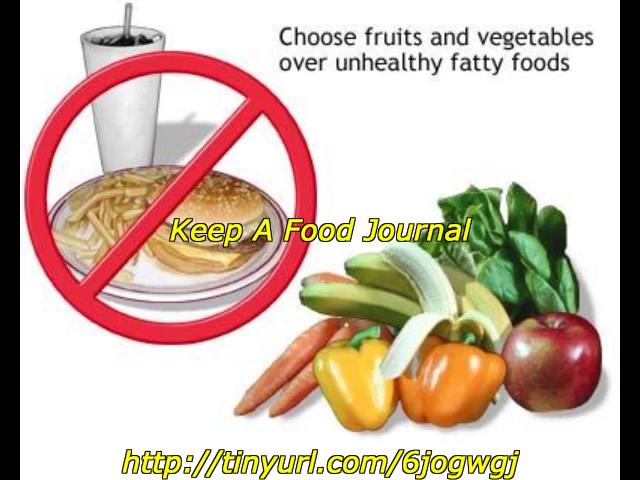 Choose fruits and vegetables
over unhealthy fatty foods
Keep A Food Journal
http://tinyurl.com/6jogwgj